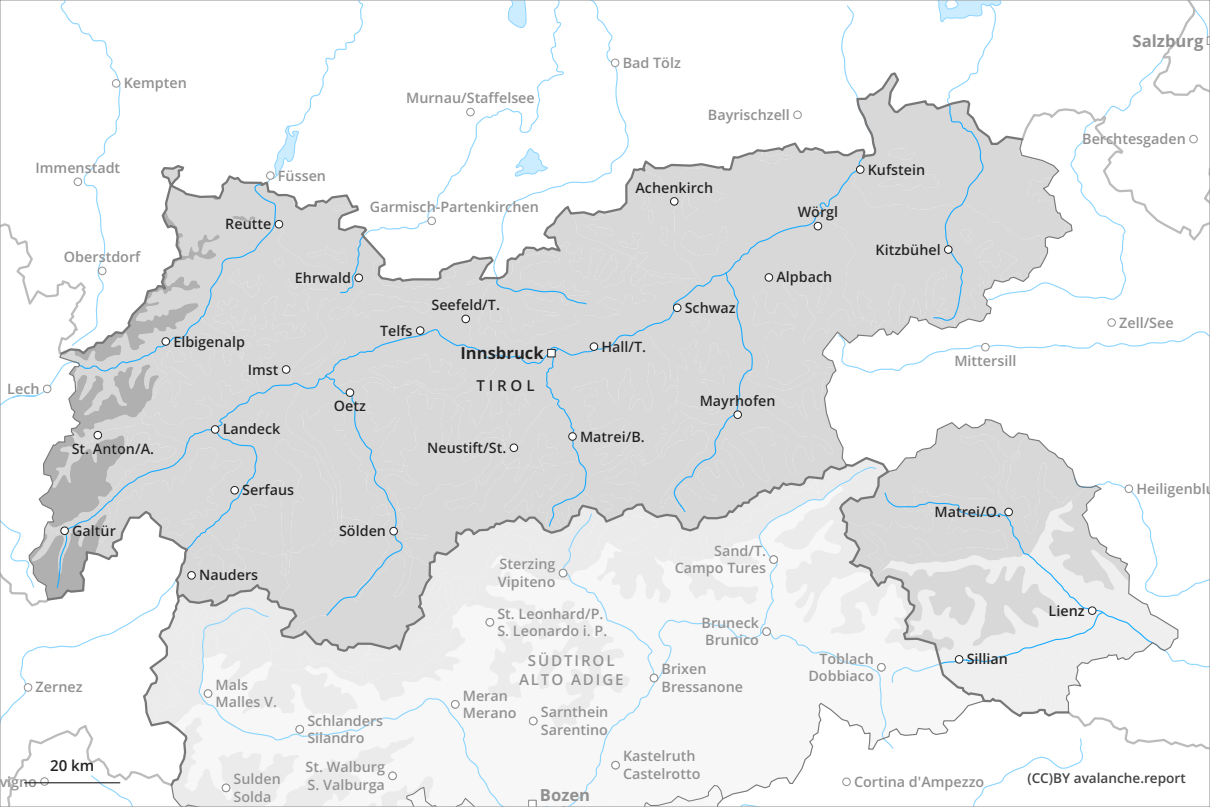 Salzburg
Bad Tölz
Kempten
Murnau/Staffelsee
Bayrischzell
Berchtesgaden
Immenstadt
Füssen
Kufstein
Achenkirch
Garmisch-Partenkirchen
Wörgl
Reutte
Kitzbühel
Oberstdorf
Ehrwald
Alpbach
Seefeld/T.
Schwaz
Telfs
Zell/See
Elbigenalp
Innsbruck
Hall/T.
Mittersill
Imst
TIROL
Lech
Oetz
Mayrhofen
Landeck
Matrei/B.
St. Anton/A.
Neustift/St.
Serfaus
Heiligenblu
Matrei/O.
Galtür
Sölden
Sand/T.
Campo Tures
Sterzing
Vipiteno
Nauders
Lienz
St. Leonhard/P.
S. Leonardo i. P.
Bruneck
Brunico
SÜDTIROL
ALTO ADIGE
Sillian
Toblach
Dobbiaco
Brixen
Bressanone
Zernez
Mals
Malles V.
Meran
Merano
Sarnthein
Sarentino
Schlanders
Silandro
Kastelruth
Castelrotto
20 km
St. Walburg
S. Valburga
vigno
Sulden
Solda
Cortina d'Ampezzo
(CC)BY avalanche.report
Bozen